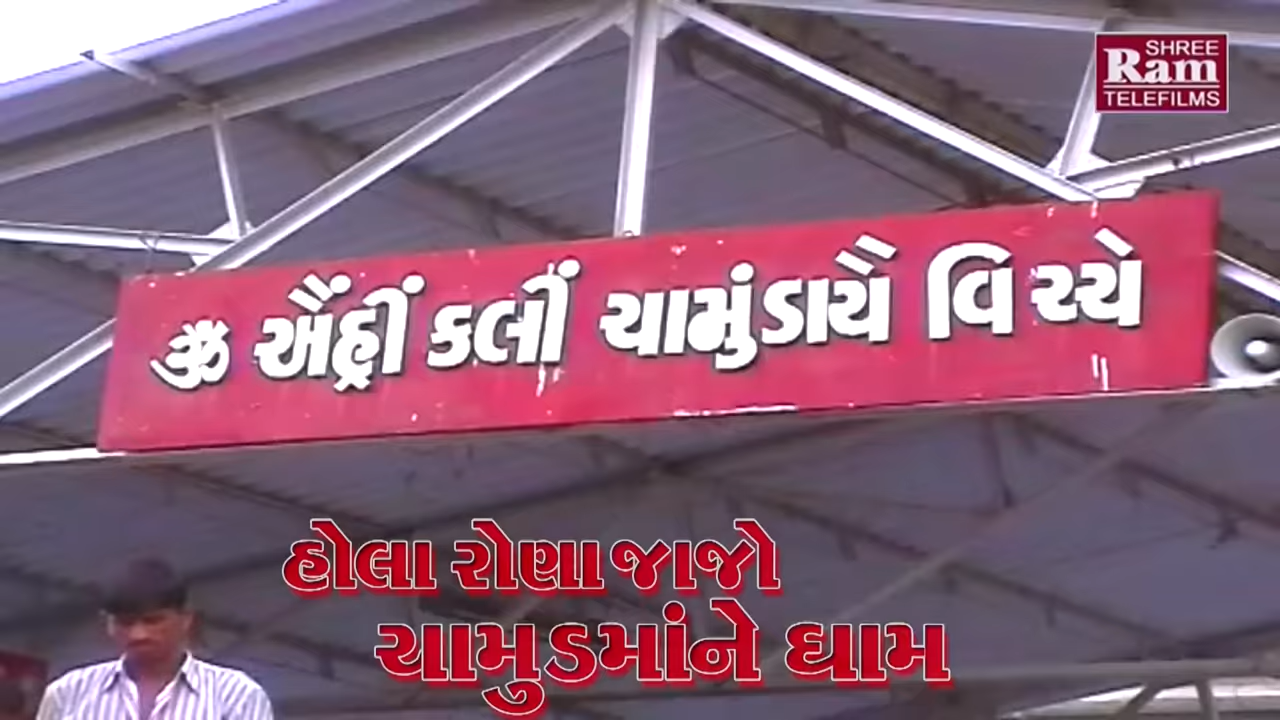 SHREE
Ram
TELEFILMS
ૐ ઐંહ્રીં કલીં ચામુંડાયૈ વિચ્ચે
હોલા રોણા જાજો
ચામુડમાંને ધામ